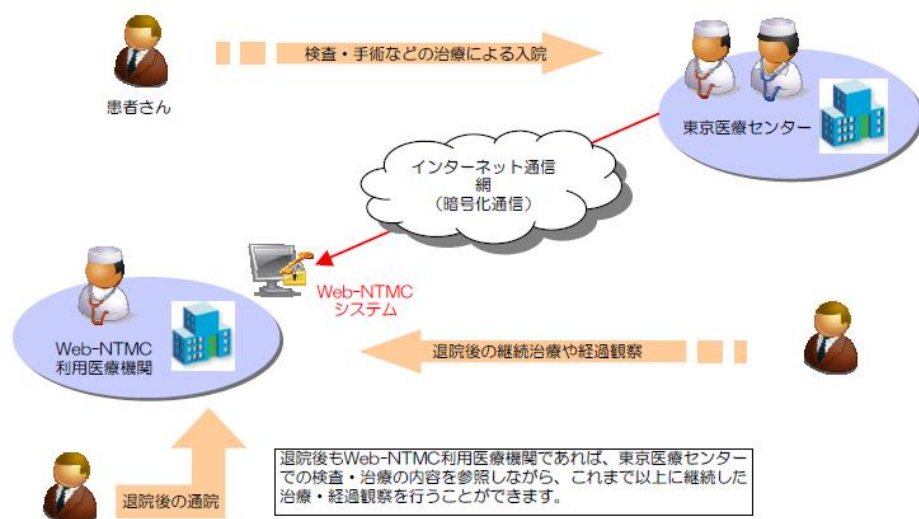 検査・手術などの治療による入院
患者さん
東京医療センター
インターネット通信
網
（暗号化通信）
Web-NTMC
システム
Web-NTMC
利用医療機関
退院後の継続治療や経過観察
退院後の通院
退院後もWeb-NTMC利用医療機関であれば、東京医療センター
での検査・治療の内容を参照しながら、これまで以上に継続した
治療・経過観察を行うことができます。